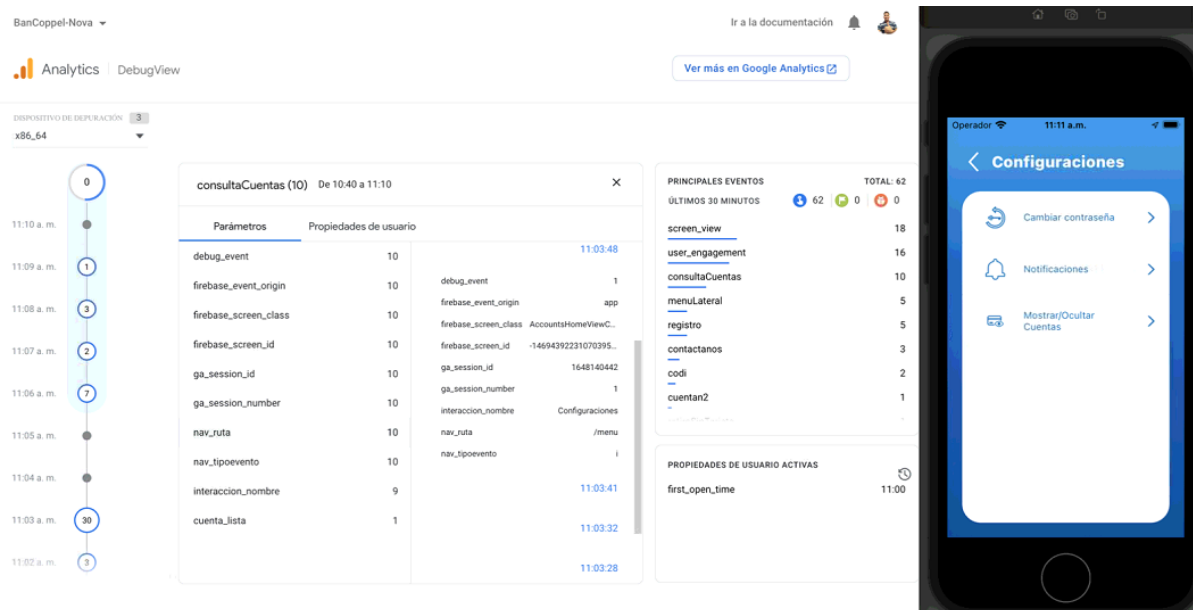 BanCoppel-Nova
Ir a la documentación
Analytics DebugView
Ver más en Google Analytics
DISPOSITIVO DE DEPURACIÓN 3
x86_64
0
11:10 a. m.
11:09 a. m. 1
11:08 a. m. 3
11:07 a. m. 2
11:06 a. m. 7
11:05 a. m.
11:04 a. m.
11:03 a. m. 30
11:02 a. m. 3
consultaCuentas (10) De 10:40 a 11:10
Parámetros Propiedades de usuario
debug_event 10
firebase_event_origin 10
firebase_screen_class 10
firebase_screen_id 10
ga_session_id 10
ga_session_number 10
nav_ruta 10
nav_tipoevento 10
interaccion_nombre 9
cuenta_lista 1
11:03:48
debug_event 1
firebase_event_origin app
firebase_screen_class AccountsHomeViewC...
firebase_screen_id -14694392231070395...
ga_session_id 1648140442
ga_session_number 1
interaccion_nombre Configuraciones
nav_ruta /menu
nav_tipoevento i
11:03:41
11:03:32
11:03:28
PRINCIPALES EVENTOS TOTAL: 62
ÚLTIMOS 30 MINUTOS 62 0 0
screen_view 18
user_engagement 16
consultaCuentas 10
menuLateral 5
registro 5
contactanos 3
codi 2
cuentan2 1
PROPIEDADES DE USUARIO ACTIVAS
first_open_time 11:00
Operador 11:11 a.m.
Configuraciones
Cambiar contraseña
Notificaciones
Mostrar/Ocultar
Cuentas